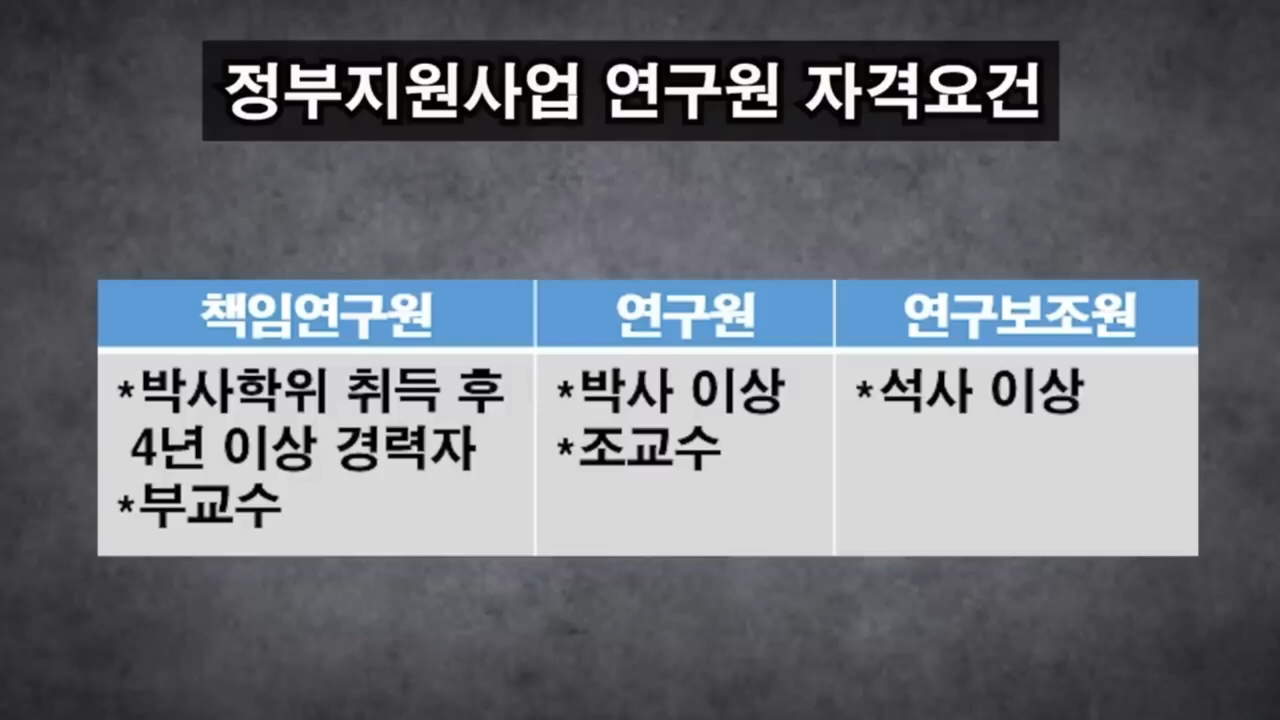 정부지원사업 연구원 자격요건
책임연구원
연구원
연구보조원
*박사학위 취득 후
4년 이상 경력자
*부교수
*박사 이상
*조교수
*석사 이상